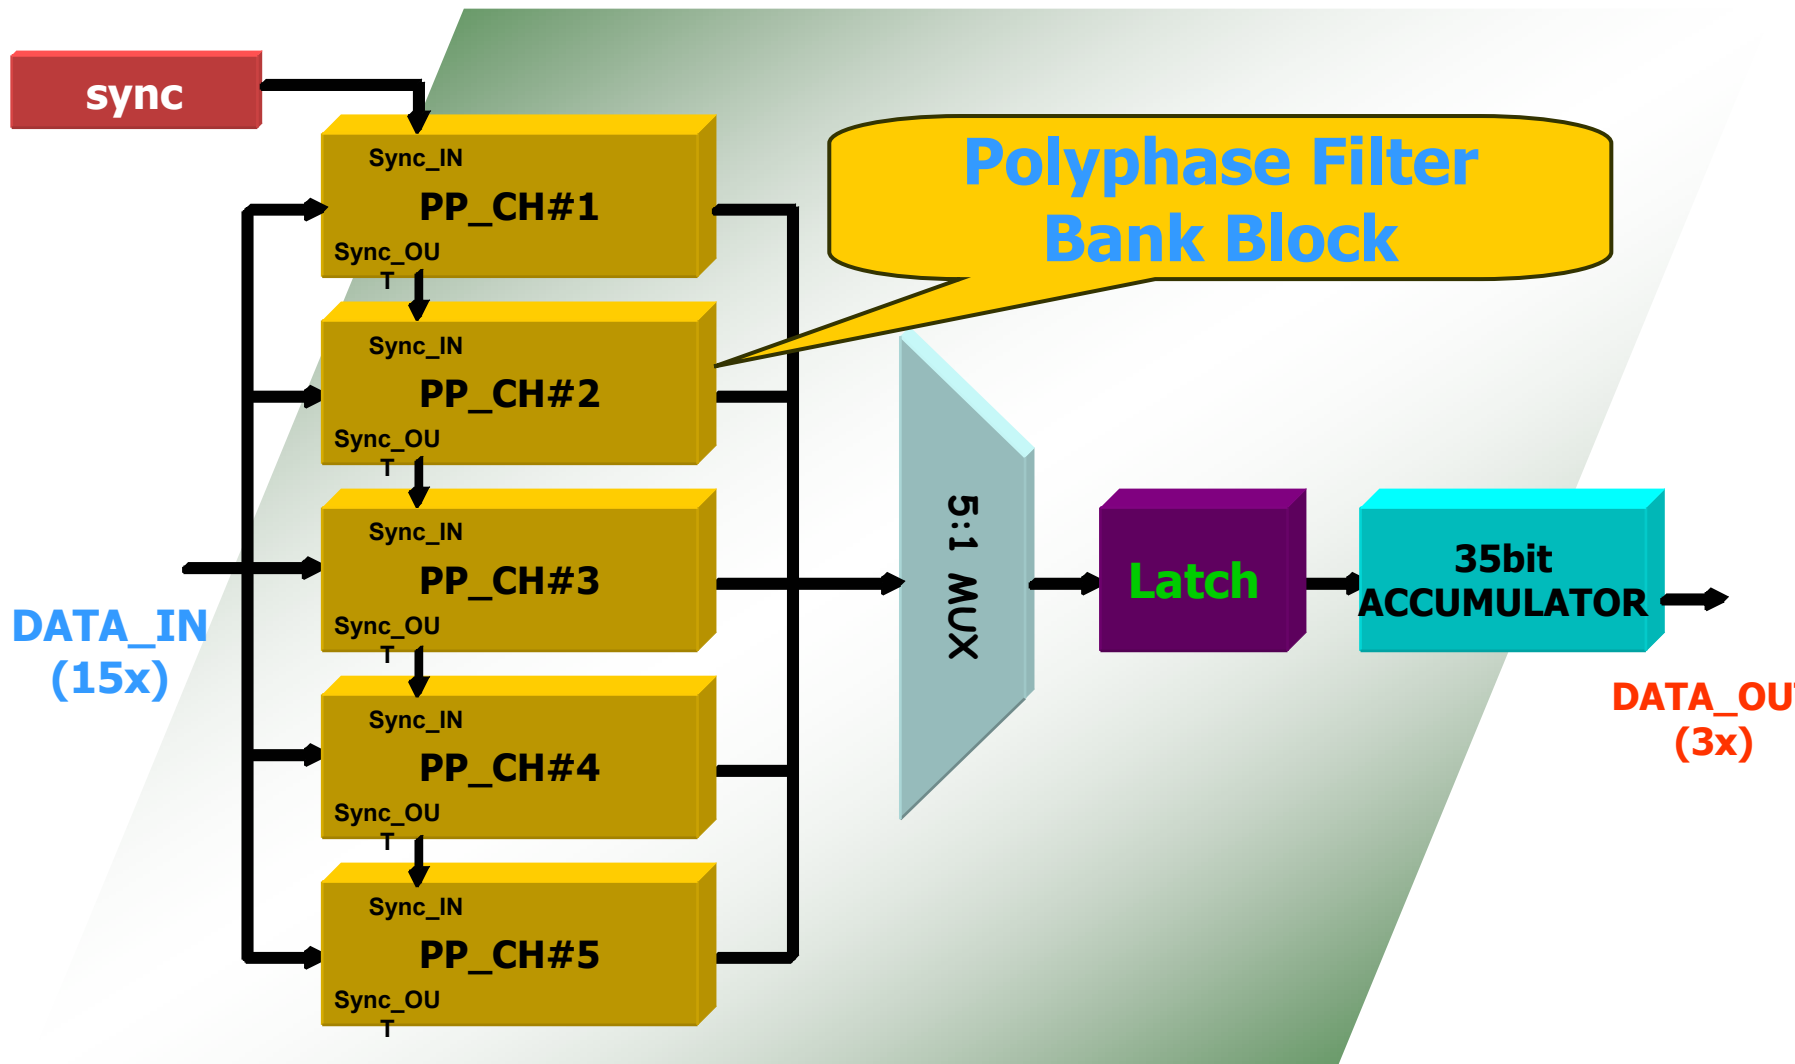 sync
Sync_IN
PP_CH#1
Sync_OU
T
Polyphase Filter
Bank Block
Sync_IN
PP_CH#2
Sync_OU
T
Sync_IN
PP_CH#3
Sync_OU
T
Sync_IN
PP_CH#4
Sync_OU
T
Sync_IN
PP_CH#5
Sync_OU
T
DATA_IN
(15x)
5:1 MUX
Latch
35bit
ACCUMULATOR
DATA_OUT
(3x)